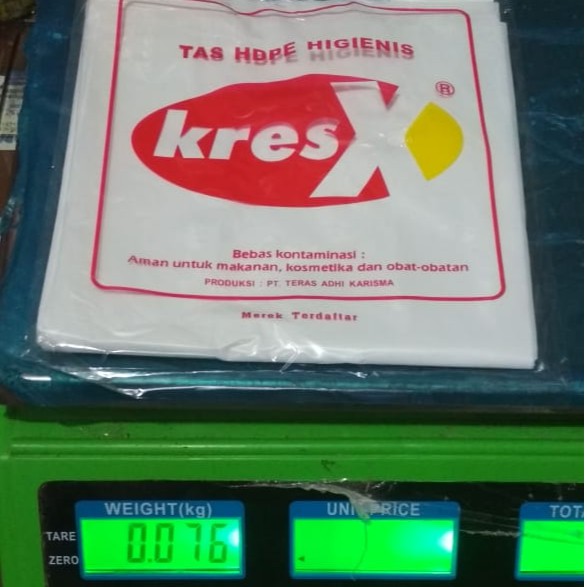 TAS HDPE HIGIENIS
kresX ®
Bebas kontaminasi :
Aman untuk makanan, kosmetika dan obat-obatan
PRODUKSI : PT. TERAS ADHI KARISMA
Merek Terdaftar
WEIGHT(kg)
TARE
ZERO
0.076